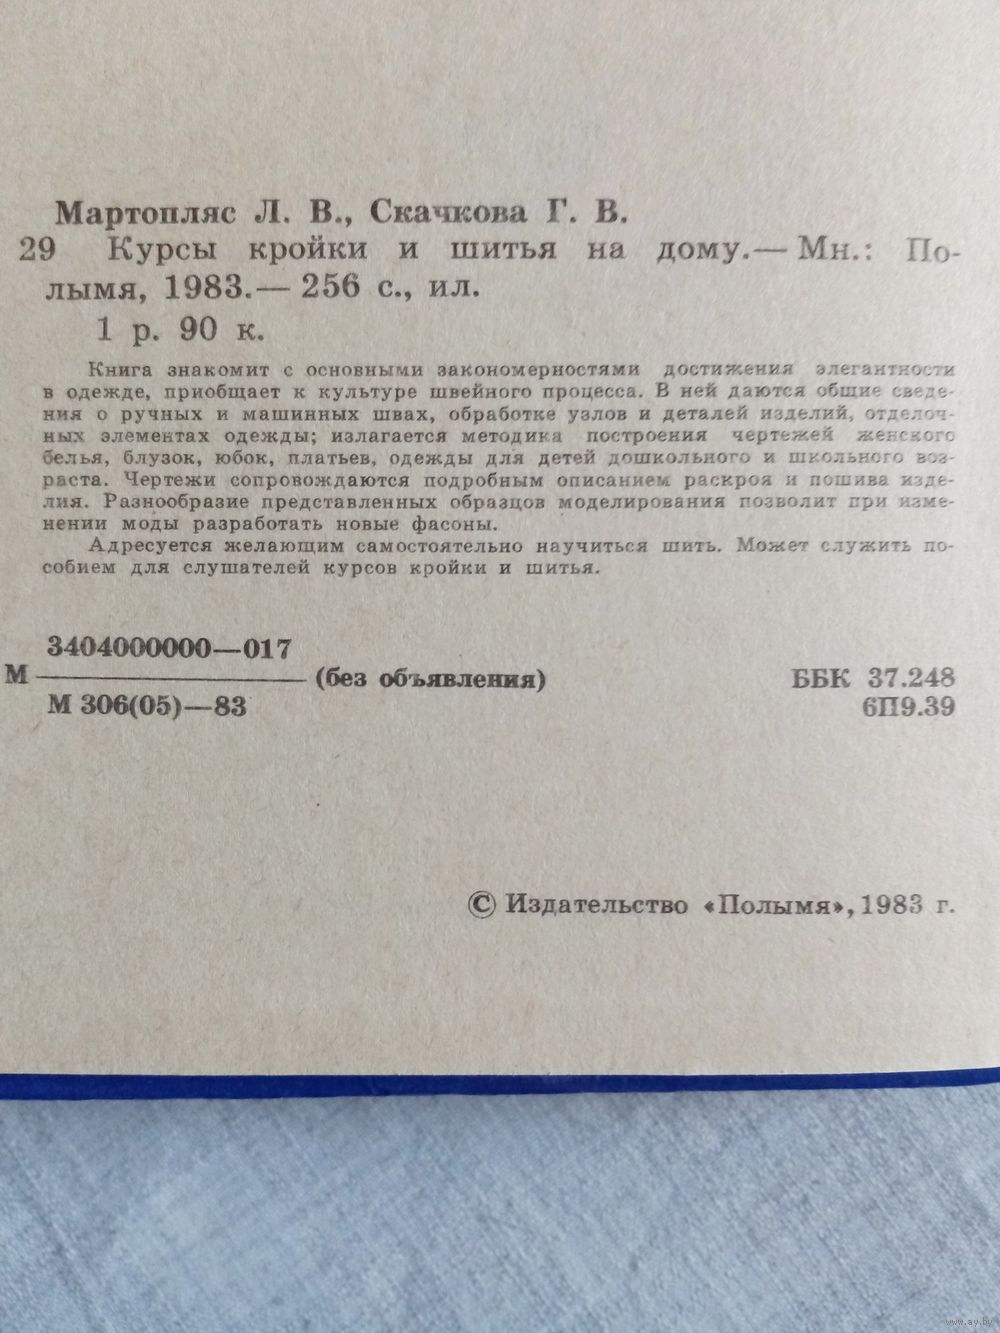 Мартопляс Л. В., Скачкова Г. В.
29 Курсы кройки и шитья на дому.— Мн.: По-
лымя, 1983.— 256 с., ил.
1 р. 90 к.
Книга знакомит с основными закономерностями достижения элегантности
в одежде, приобщает к культуре швейного процесса. В ней даются общие сведе-
ния о ручных и машинных швах, обработке узлов и деталей изделий, отделоч-
ных элементах одежды; излагается методика построения чертежей женского
белья, блузок, юбок, платьев, одежды для детей дошкольного и школьного воз-
раста. Чертежи сопровождаются подробным описанием раскроя и пошива изде-
лия. Разнообразие представленных образцов моделирования позволит при изме-
нении моды разработать новые фасоны.
Адресуется желающим самостоятельно научиться шить. Может служить по-
собием для слушателей курсов кройки и шитья.
3404000000—017
М (без объявления) ББК 37.248
М 306(05)—83 6П9.39
© Издательство «Полымя», 1983 г.
www.ay.by